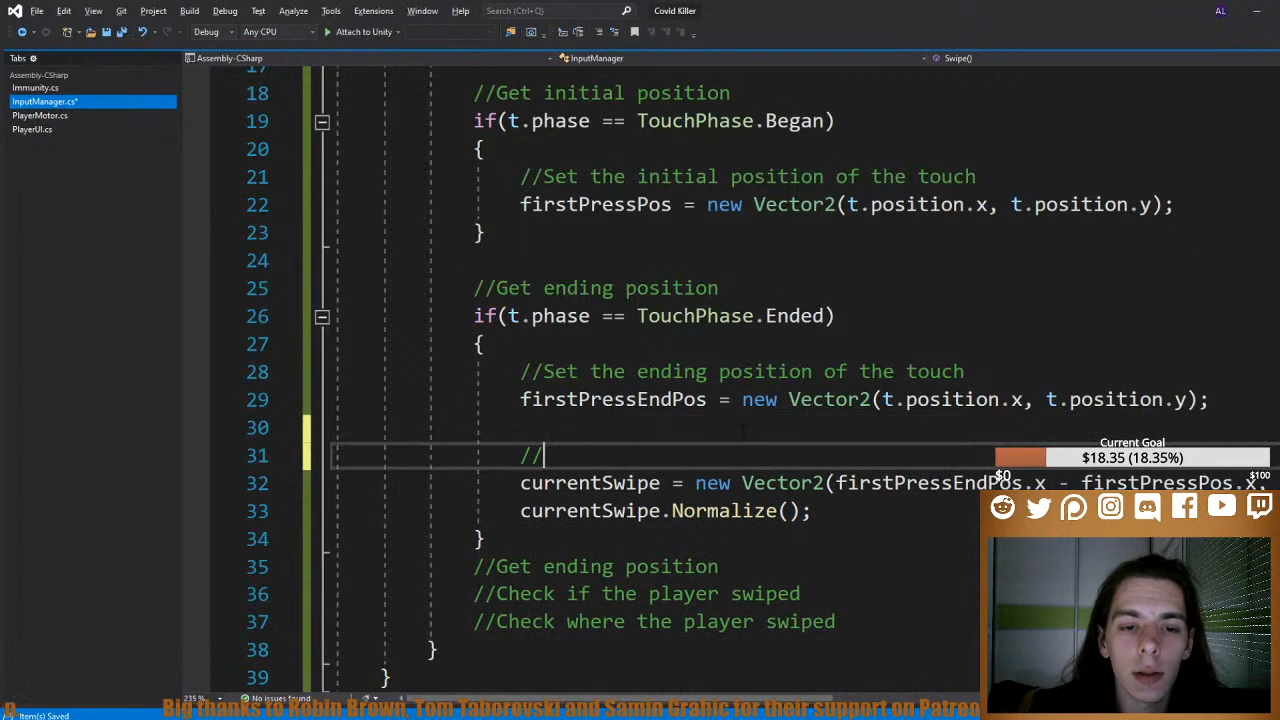 File Edit View Git Project Build Debug Test Analyze Tools Extensions Window Help Search (Ctrl+Q) Covid Killer AL
Debug Any CPU Attach to Unity
Tabs Assembly-CSharp InputManager Swipe()
Assembly-CSharp
Immunity.cs
InputManager.cs*
PlayerMotor.cs
PlayerUI.cs
17
18 //Get initial position
19 if(t.phase == TouchPhase.Began)
20 {
21 //Set the initial position of the touch
22 firstPressPos = new Vector2(t.position.x, t.position.y);
23 }
24
25 //Get ending position
26 if(t.phase == TouchPhase.Ended)
27 {
28 //Set the ending position of the touch
29 firstPressEndPos = new Vector2(t.position.x, t.position.y);
30
31 //
32 currentSwipe = new Vector2(firstPressEndPos.x - firstPressPos.x,
33 currentSwipe.Normalize();
34 }
35 //Get ending position
36 //Check if the player swiped
37 //Check where the player swiped
38 }
39 }
Current Goal
$18.35 (18.35%)
$0 $100
235 % No issues found
Item(s) Saved
n Big thanks to Robin Brown, Tom Taborovski and Samin Grahic for their support on Patreo